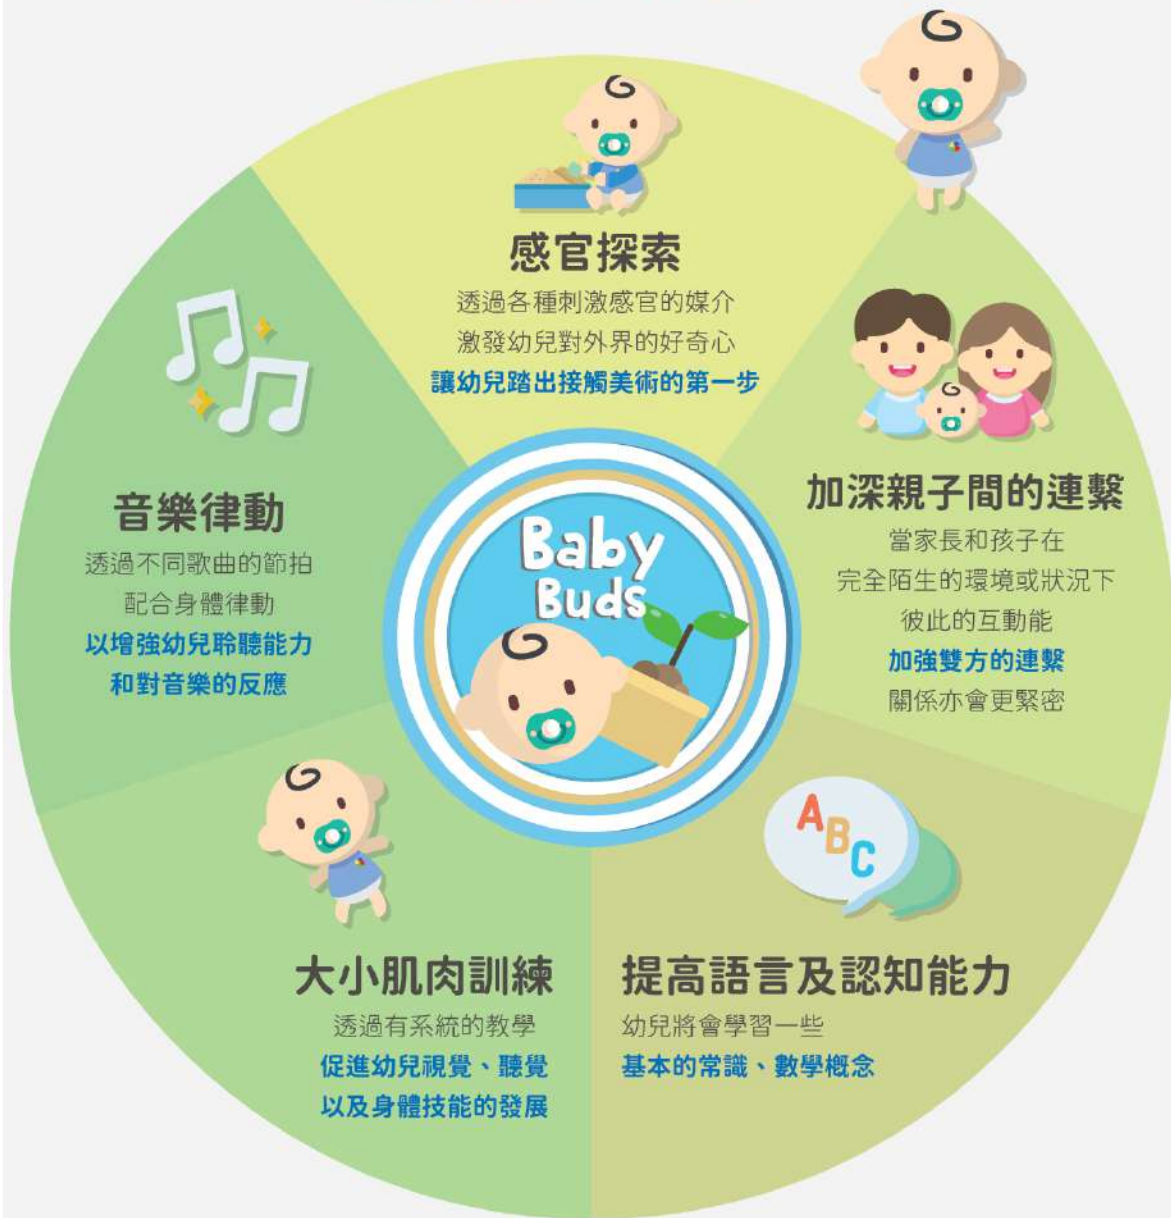 感官探索
透過各種刺激感官的媒介
激發幼兒對外界的好奇心
讓幼兒踏出接觸美術的第一步
加深親子間的連繫
當家長和孩子在
完全陌生的環境或狀況下
彼此的互動能
加強雙方的連繫
關係亦會更緊密
音樂律動
透過不同歌曲的節拍
配合身體律動
以增強幼兒聆聽能力
和對音樂的反應
Baby
Buds
ABC
大小肌肉訓練
透過有系統的教學
促進幼兒視覺、聽覺
以及身體技能的發展
提高語言及認知能力
幼兒將會學習一些
基本的常識、數學概念